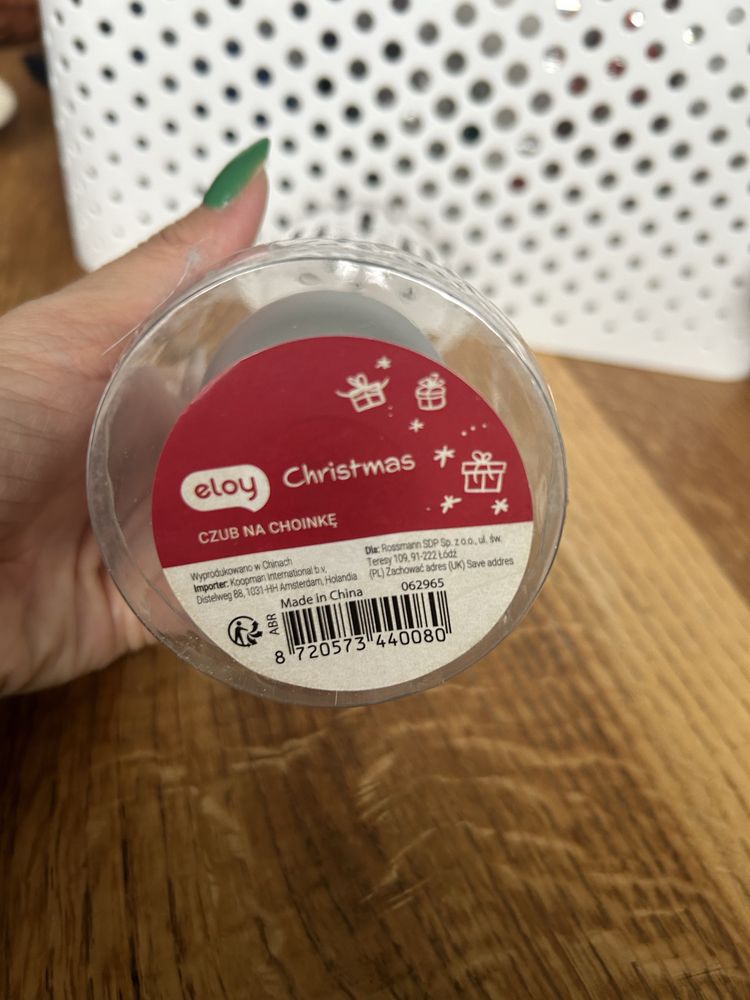 eloy Christmas
CZUB NA CHOINKĘ
Wyprodukowano w Chinach
Importer: Koopman International b.v.
Distelweg 88, 1031-HH Amsterdam, Holandia
Dla: Rossmann SDP Sp. z o.o., ul. św.
Teresy 109, 91-222 Łódź
(PL) Zachować adres (UK) Save addres
Made in China
062965
ABR
8 720573 440080